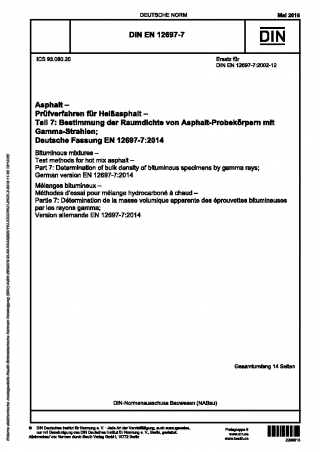 DEUTSCHE NORM
Mai 2015
DIN EN 12697-7
DIN
ICS 93.080.20
Ersatz für
DIN EN 12697-7:2002-12
Asphalt –
Prüfverfahren für Heißasphalt –
Teil 7: Bestimmung der Raumdichte von Asphalt-Probekörpern mit
Gamma-Strahlen;
Deutsche Fassung EN 12697-7:2014
Bituminous mixtures –
Test methods for hot mix asphalt –
Part 7: Determination of bulk density of bituminous specimens by gamma rays;
German version EN 12697-7:2014
Mélanges bitumineux –
Méthodes d'essai pour mélange hydrocarboné à chaud –
Partie 7: Détermination de la masse volumique apparente des éprouvettes bitumineuses
par les rayons gamma;
Version allemande EN 12697-7:2014
Gesamtumfang 14 Seiten
DIN-Normenausschuss Bauwesen (NABau)
© DIN Deutsches Institut für Normung e. V. · Jede Art der Vervielfältigung, auch auszugsweise,
nur mit Genehmigung des DIN Deutsches Institut für Normung e. V., Berlin, gestattet.
Alleinverkauf der Normen durch Beuth Verlag GmbH, 10772 Berlin
Preisgruppe
www.din.de
www.beuth.de